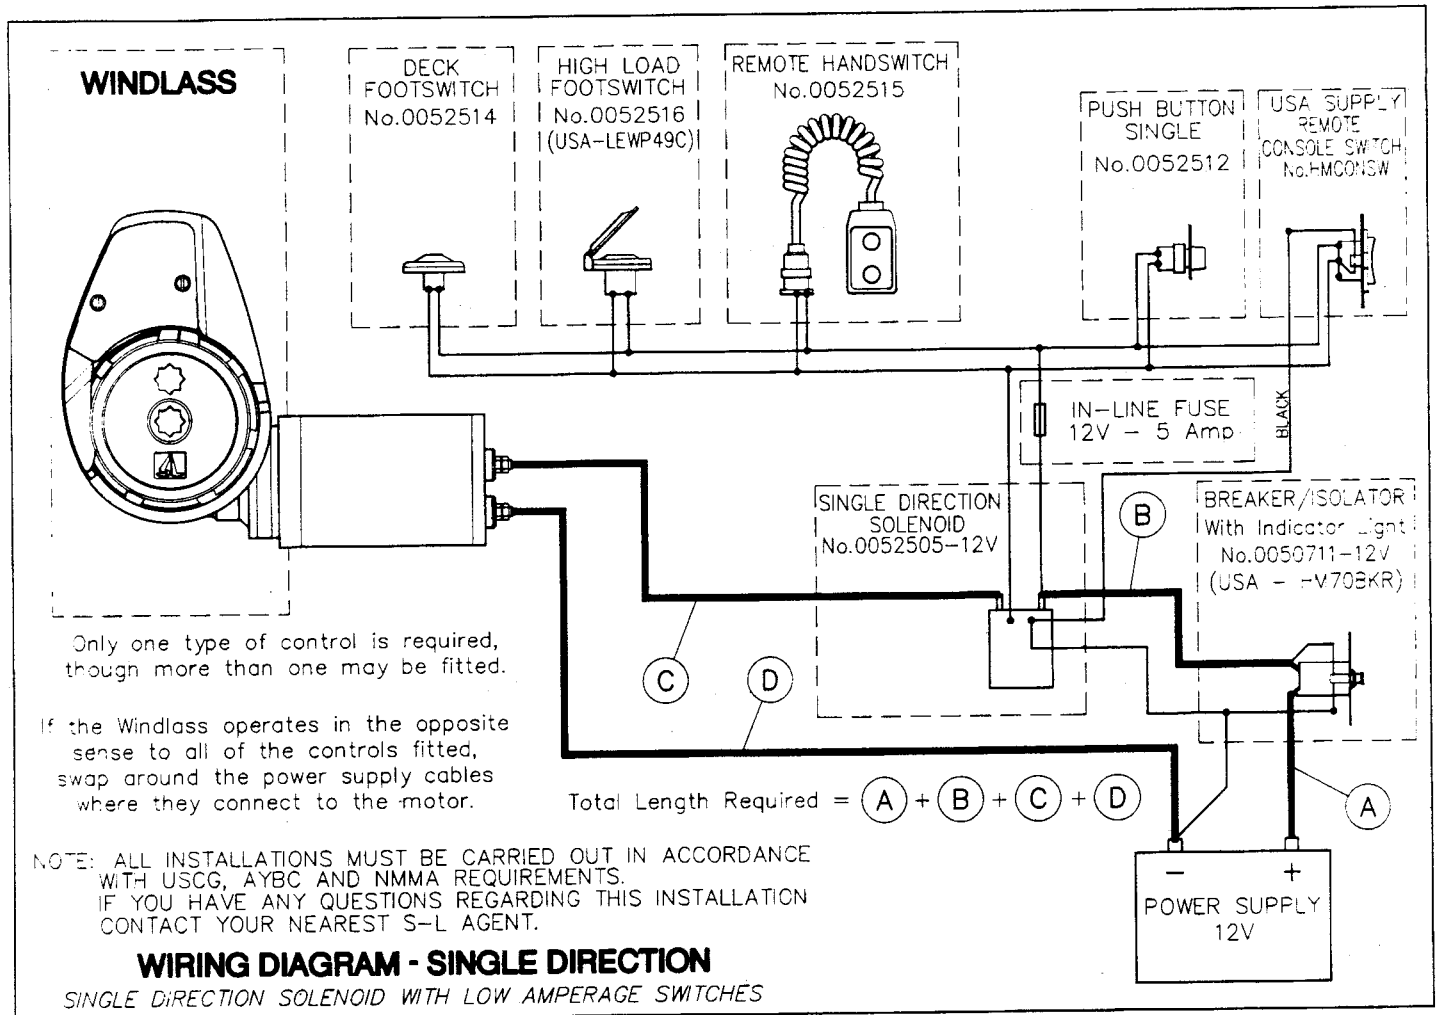 WINDLASS
DECK
FOOTSWITCH
No.0052514
HIGH LOAD
FOOTSWITCH
No.0052516
(USA-LEWP49C)
REMOTE HANDSWITCH
No.0052515
PUSH BUTTON
SINGLE
No.0052512
USA SUPPLY
REMOTE
CONSOLE SWITCH
No.HMCONSW
IN-LINE FUSE
12V - 5 Amp
BLACK
SINGLE DIRECTION
SOLENOID
No.0052505-12V
B
BREAKER/ISOLATOR
With Indicator Light
No.0050711-12V
(USA - HM70BKR)
Only one type of control is required,
though more than one may be fitted.
C
D
If the Windlass operates in the opposite
sense to all of the controls fitted,
swap around the power supply cables
where they connect to the motor.
Total Length Required = A + B + C + D
A
NOTE: ALL INSTALLATIONS MUST BE CARRIED OUT IN ACCORDANCE
WITH USCG, AYBC AND NMMA REQUIREMENTS.
IF YOU HAVE ANY QUESTIONS REGARDING THIS INSTALLATION
CONTACT YOUR NEAREST S-L AGENT.
- +
POWER SUPPLY
12V
WIRING DIAGRAM - SINGLE DIRECTION
SINGLE DIRECTION SOLENOID WITH LOW AMPERAGE SWITCHES